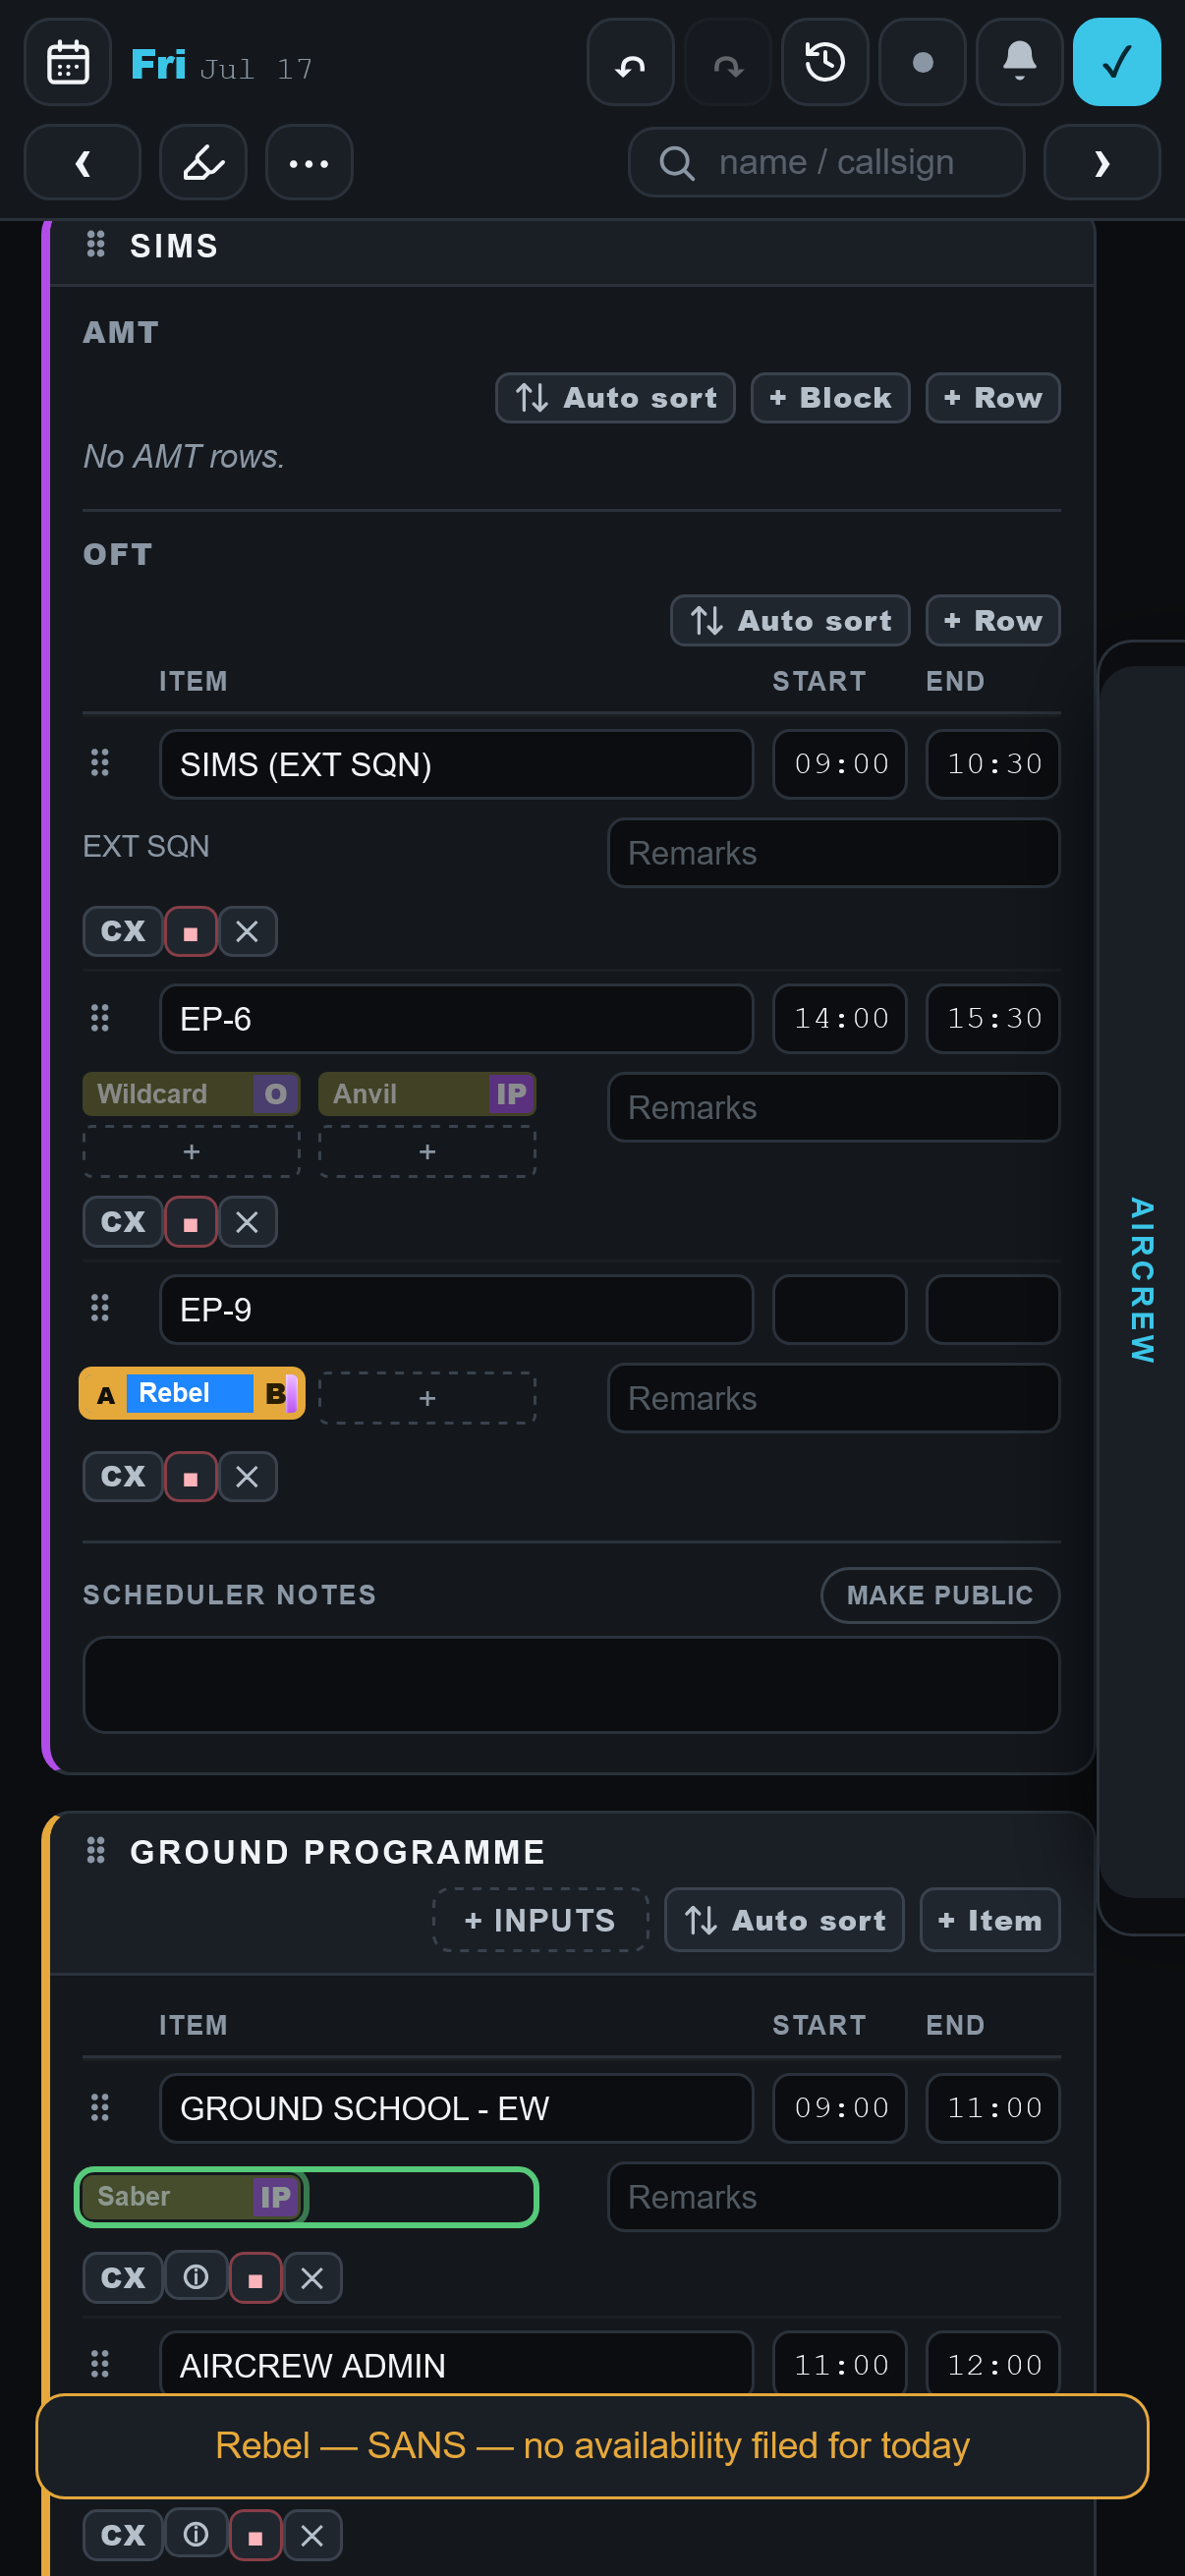 Fri Jul 17
name / callsign
SIMS
AMT
Auto sort + Block + Row
No AMT rows.
OFT
Auto sort + Row
ITEM START END
SIMS (EXT SQN) 09:00 10:30
EXT SQN Remarks
CX
EP-6 14:00 15:30
Wildcard O Anvil IP Remarks
+ +
CX
EP-9
A Rebel B + Remarks
CX
SCHEDULER NOTES MAKE PUBLIC
AIRCREW
GROUND PROGRAMME
+ INPUTS Auto sort + Item
ITEM START END
GROUND SCHOOL - EW 09:00 11:00
Saber IP Remarks
CX
AIRCREW ADMIN 11:00 12:00
Rebel — SANS — no availability filed for today
CX